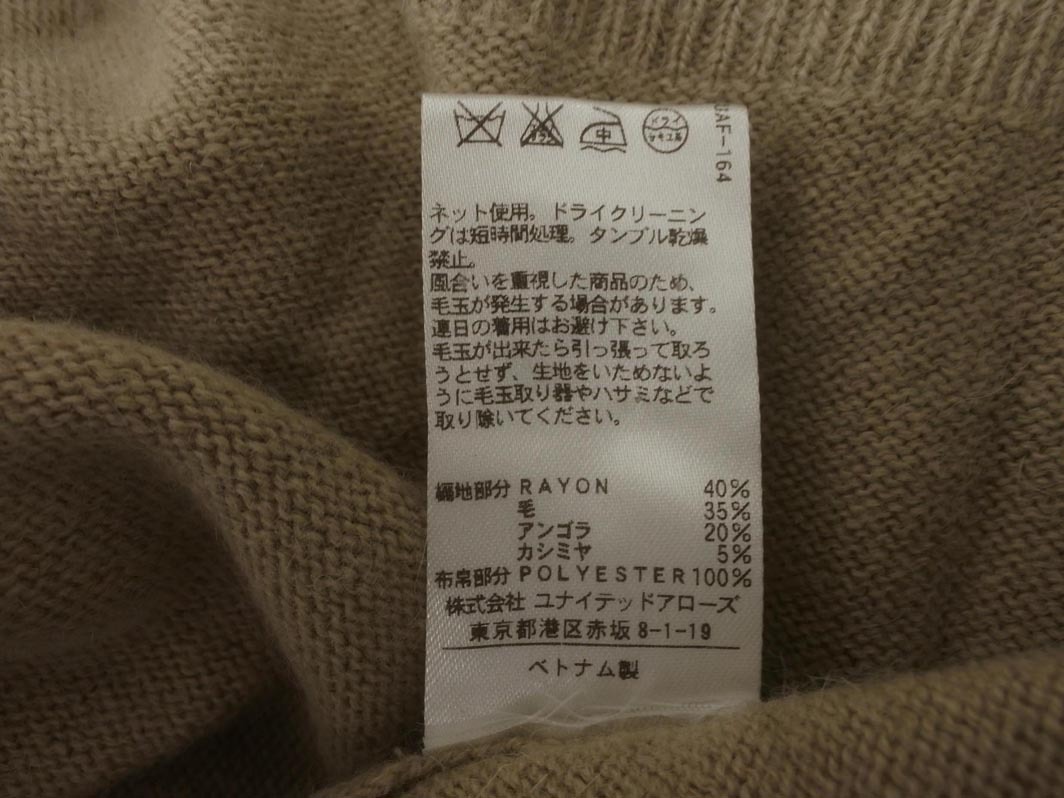 ドライ
セキユ系
中
AF-164
ネット使用。ドライクリーニン
グは短時間処理。タンブル乾燥
禁止。
風合いを重視した商品のため、
毛玉が発生する場合があります。
連日の着用はお避け下さい。
毛玉が出来たら引っ張って取ろ
うとせず、生地をいためないよ
うに毛玉取り器やハサミなどで
取り除いてください。
編地部分 RAYON 40%
毛 35%
アンゴラ 20%
カシミヤ 5%
布帛部分 POLYESTER 100%
株式会社 ユナイテッドアローズ
東京都港区赤坂 8-1-19
ベトナム製